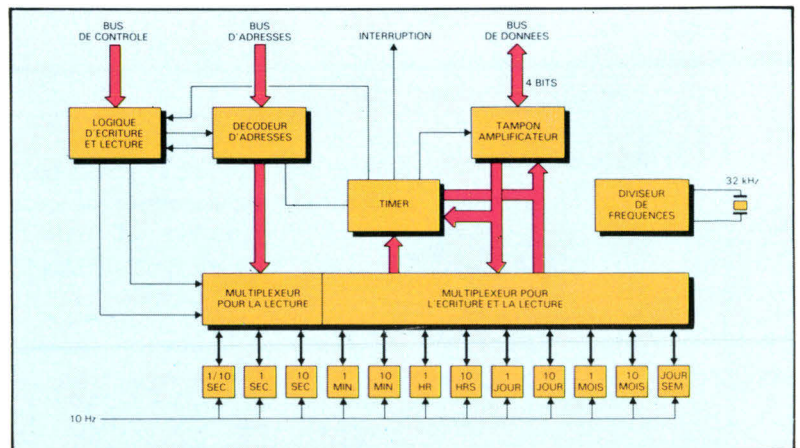 BUS
DE CONTROLE
BUS
D'ADRESSES
INTERRUPTION
BUS
DE DONNEES
4 BITS
LOGIQUE
D'ECRITURE
ET LECTURE
DECODEUR
D'ADRESSES
TAMPON
AMPLIFICATEUR
TIMER
DIVISEUR
DE
FREQUENCES
32 kHz
MULTIPLEXEUR
POUR LA LECTURE
MULTIPLEXEUR POUR
L'ECRITURE ET LA LECTURE
1/10
SEC.
1
SEC.
10
SEC.
1
MIN.
10
MIN
1
HR
10
HRS
1
JOUR
10
JOUR
1
MOIS
10
MOIS
JOUR
SEM
10 Hz